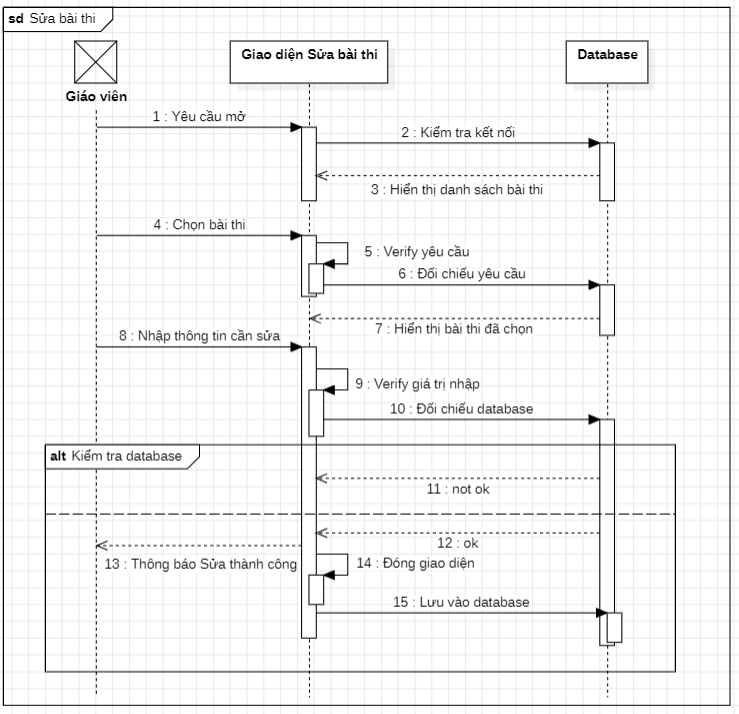 sd Sửa bài thi
Giao diện Sửa bài thi
Database
Giáo viên
1 : Yêu cầu mở
2 : Kiểm tra kết nối
3 : Hiển thị danh sách bài thi
4 : Chọn bài thi
5 : Verify yêu cầu
6 : Đối chiếu yêu cầu
7 : Hiển thị bài thi đã chọn
8 : Nhập thông tin cần sửa
9 : Verify giá trị nhập
10 : Đối chiếu database
alt Kiểm tra database
11 : not ok
12 : ok
13 : Thông báo Sửa thành công
14 : Đóng giao diện
15 : Lưu vào database